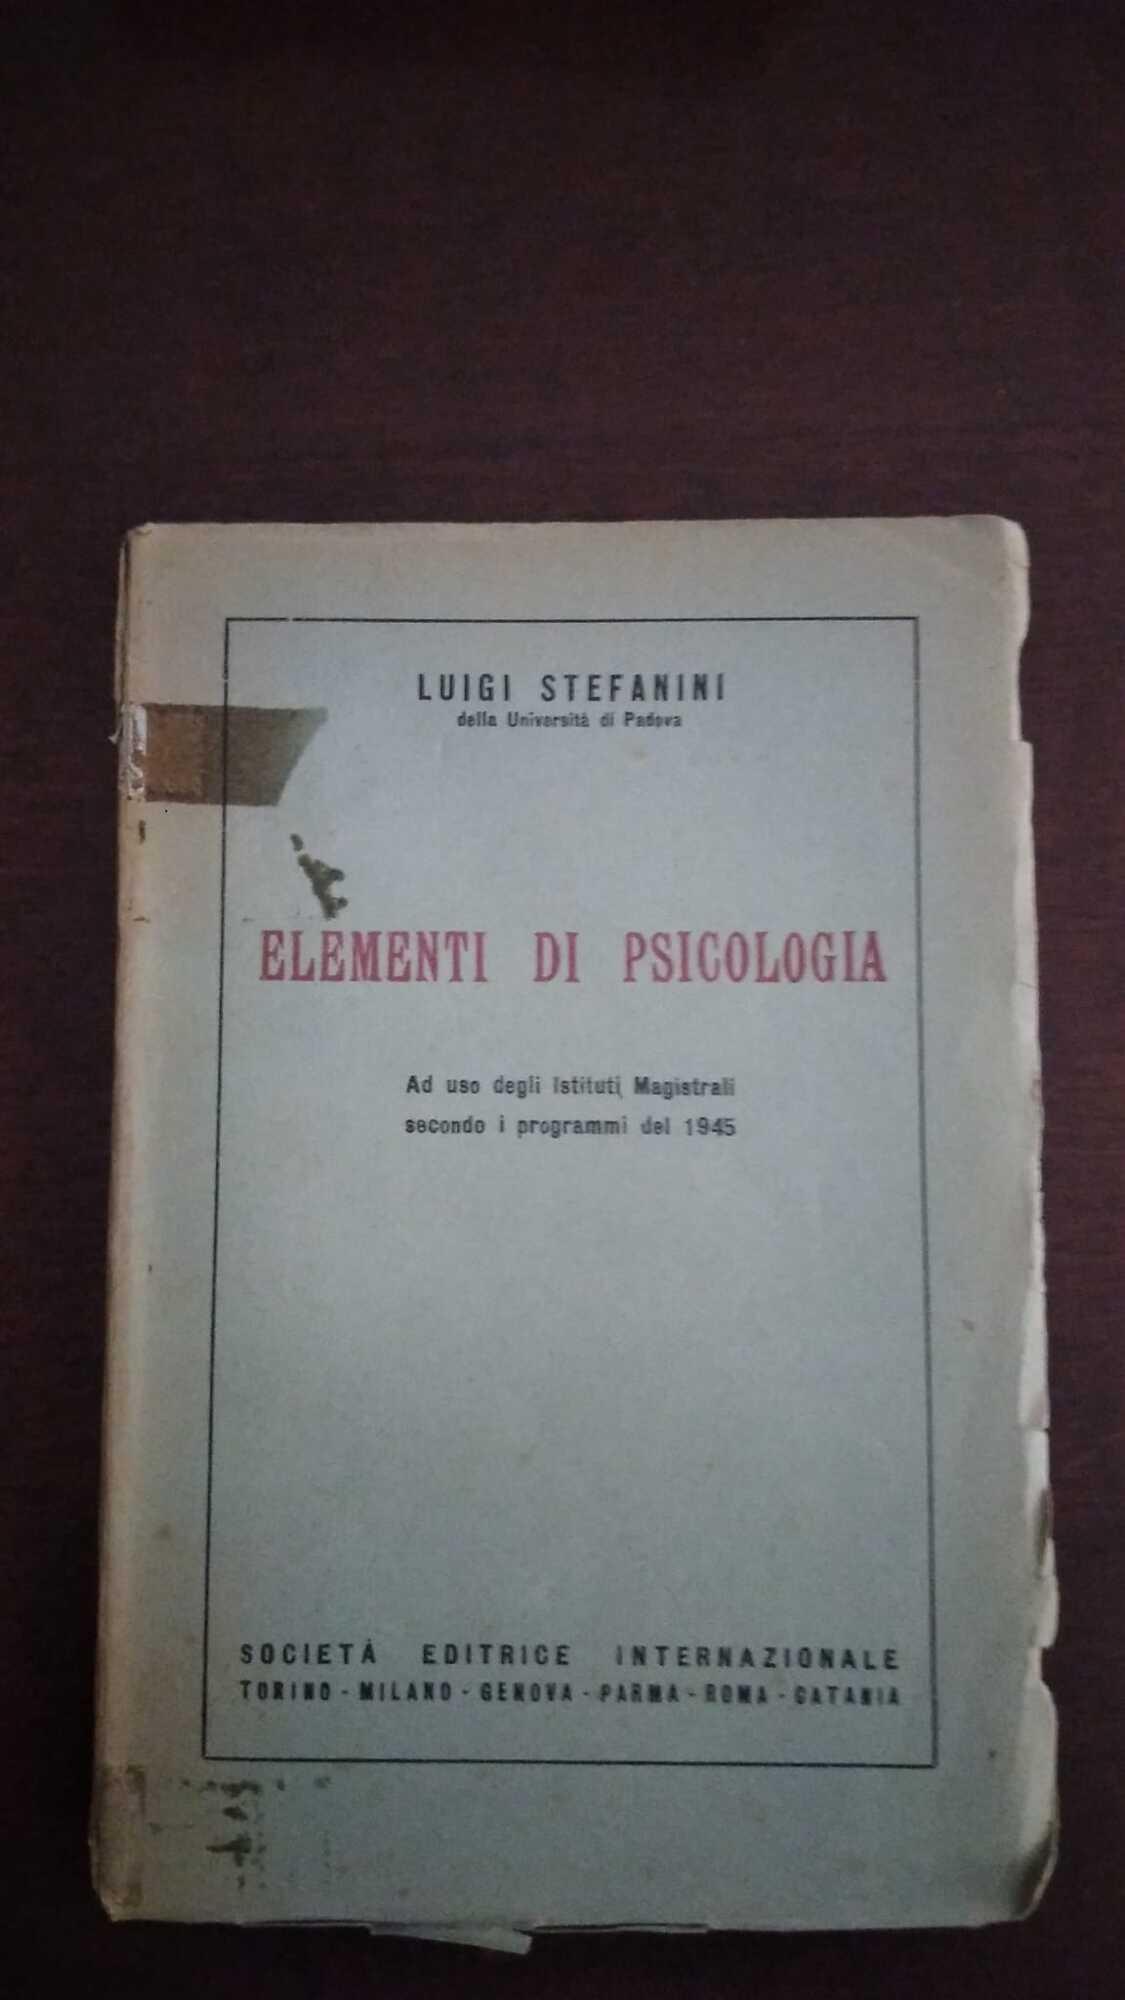 LUIGI STEFANINI
della Università di Padova
ELEMENTI DI PSICOLOGIA
Ad uso degli Istituti Magistrali
secondo i programmi del 1945
SOCIETÀ EDITRICE INTERNAZIONALE
TORINO - MILANO - GENOVA - PARMA - ROMA - CATANIA